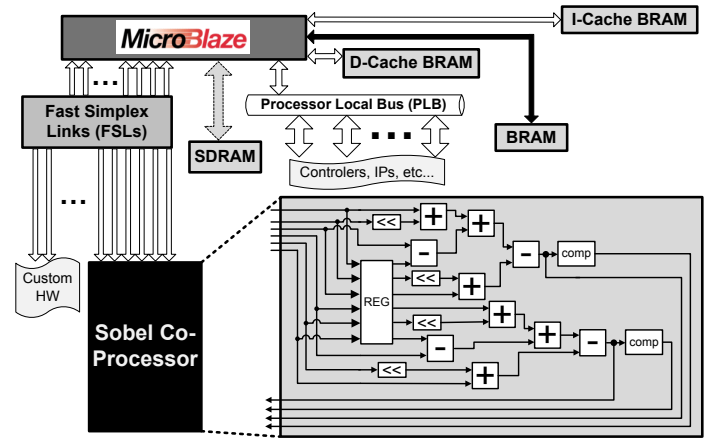 I-Cache BRAM
MicroBlaze
D-Cache BRAM
...
Fast Simplex
Links (FSLs)
Processor Local Bus (PLB)
SDRAM
...
BRAM
Controlers, IPs, etc...
...
Custom
HW
Sobel Co-
Processor
<<
+
+
-
-
comp
REG
<<
+
<<
+
+
-
-
comp
<<
+